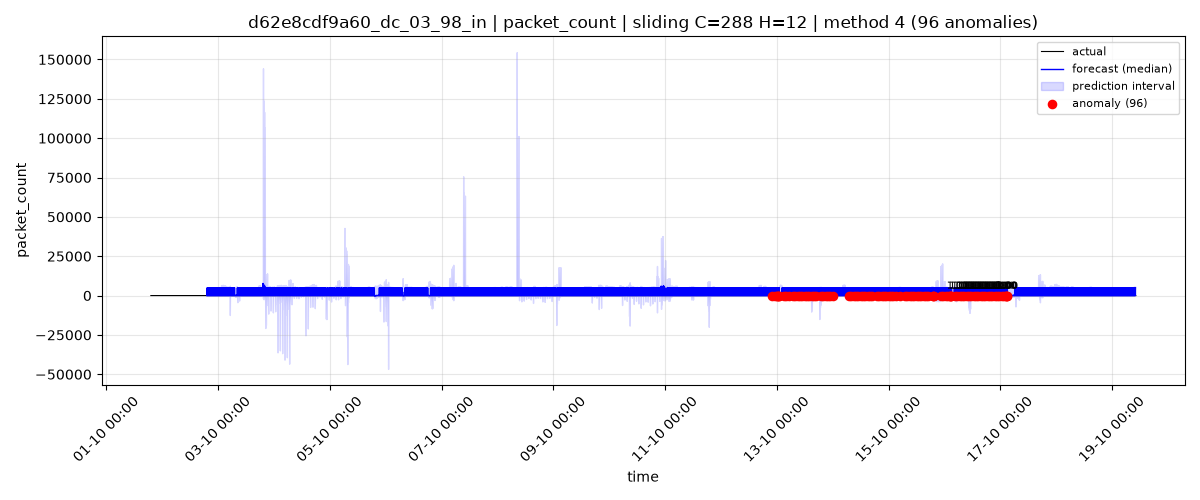 d62e8cdf9a60_dc_03_98_in | packet_count | sliding C=288 H=12 | method 4 (96 anomalies)
actual
forecast (median)
prediction interval
anomaly (96)
packet_count
150000
125000
100000
75000
50000
25000
0
−25000
−50000
01-10 00:00
03-10 00:00
05-10 00:00
07-10 00:00
09-10 00:00
11-10 00:00
13-10 00:00
15-10 00:00
17-10 00:00
19-10 00:00
time